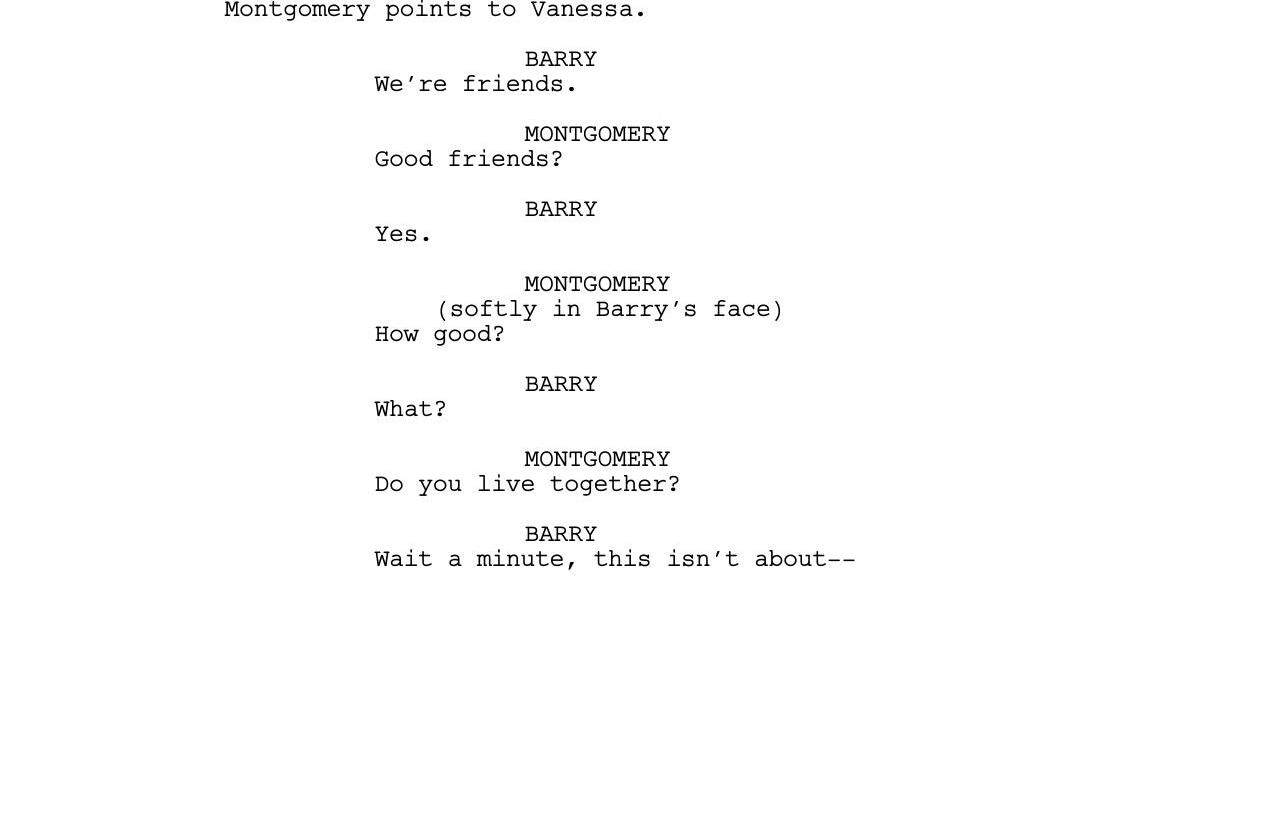 Montgomery points to Vanessa.
BARRY
We’re friends.
MONTGOMERY
Good friends?
BARRY
Yes.
MONTGOMERY
(softly in Barry’s face)
How good?
BARRY
What?
MONTGOMERY
Do you live together?
BARRY
Wait a minute, this isn’t about--